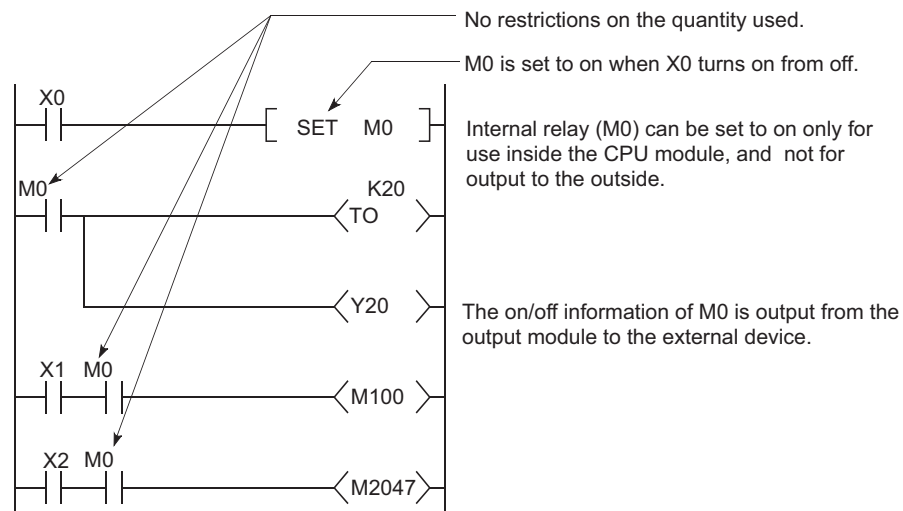 No restrictions on the quantity used.
M0 is set to on when X0 turns on from off.
X0
SET M0
Internal relay (M0) can be set to on only for
use inside the CPU module, and not for
output to the outside.
M0
K20
TO
Y20
The on/off information of M0 is output from the
output module to the external device.
X1 M0
M100
X2 M0
M2047